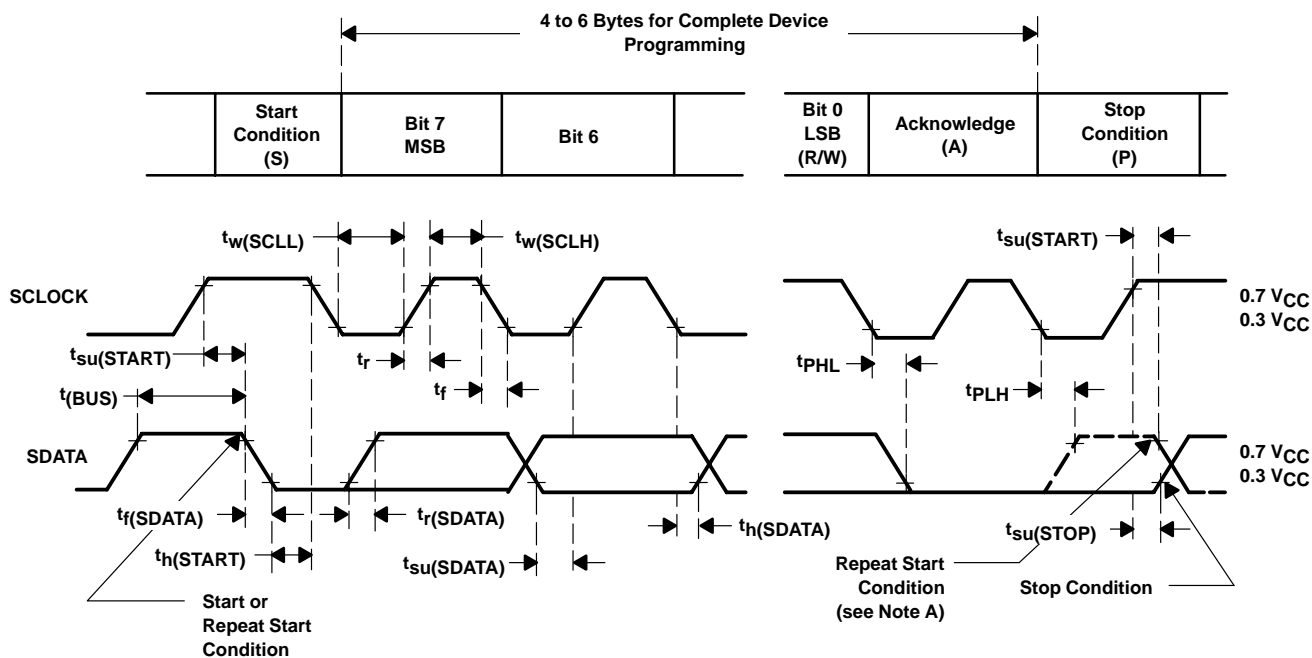 4 to 6 Bytes for Complete Device
Programming
Start
Condition
(S)
Bit 7
MSB
Bit 6
Bit 0
LSB
(R/W)
Acknowledge
(A)
Stop
Condition
(P)
tw(SCLL)
tw(SCLH)
tsu(START)
SCLOCK
0.7 VCC
0.3 VCC
tsu(START)
tr
tPHL
t(BUS)
tf
tPLH
SDATA
0.7 VCC
0.3 VCC
tf(SDATA)
tr(SDATA)
th(SDATA)
tsu(STOP)
th(START)
tsu(SDATA)
Repeat Start
Condition
(see Note A)
Stop Condition
Start or
Repeat Start
Condition